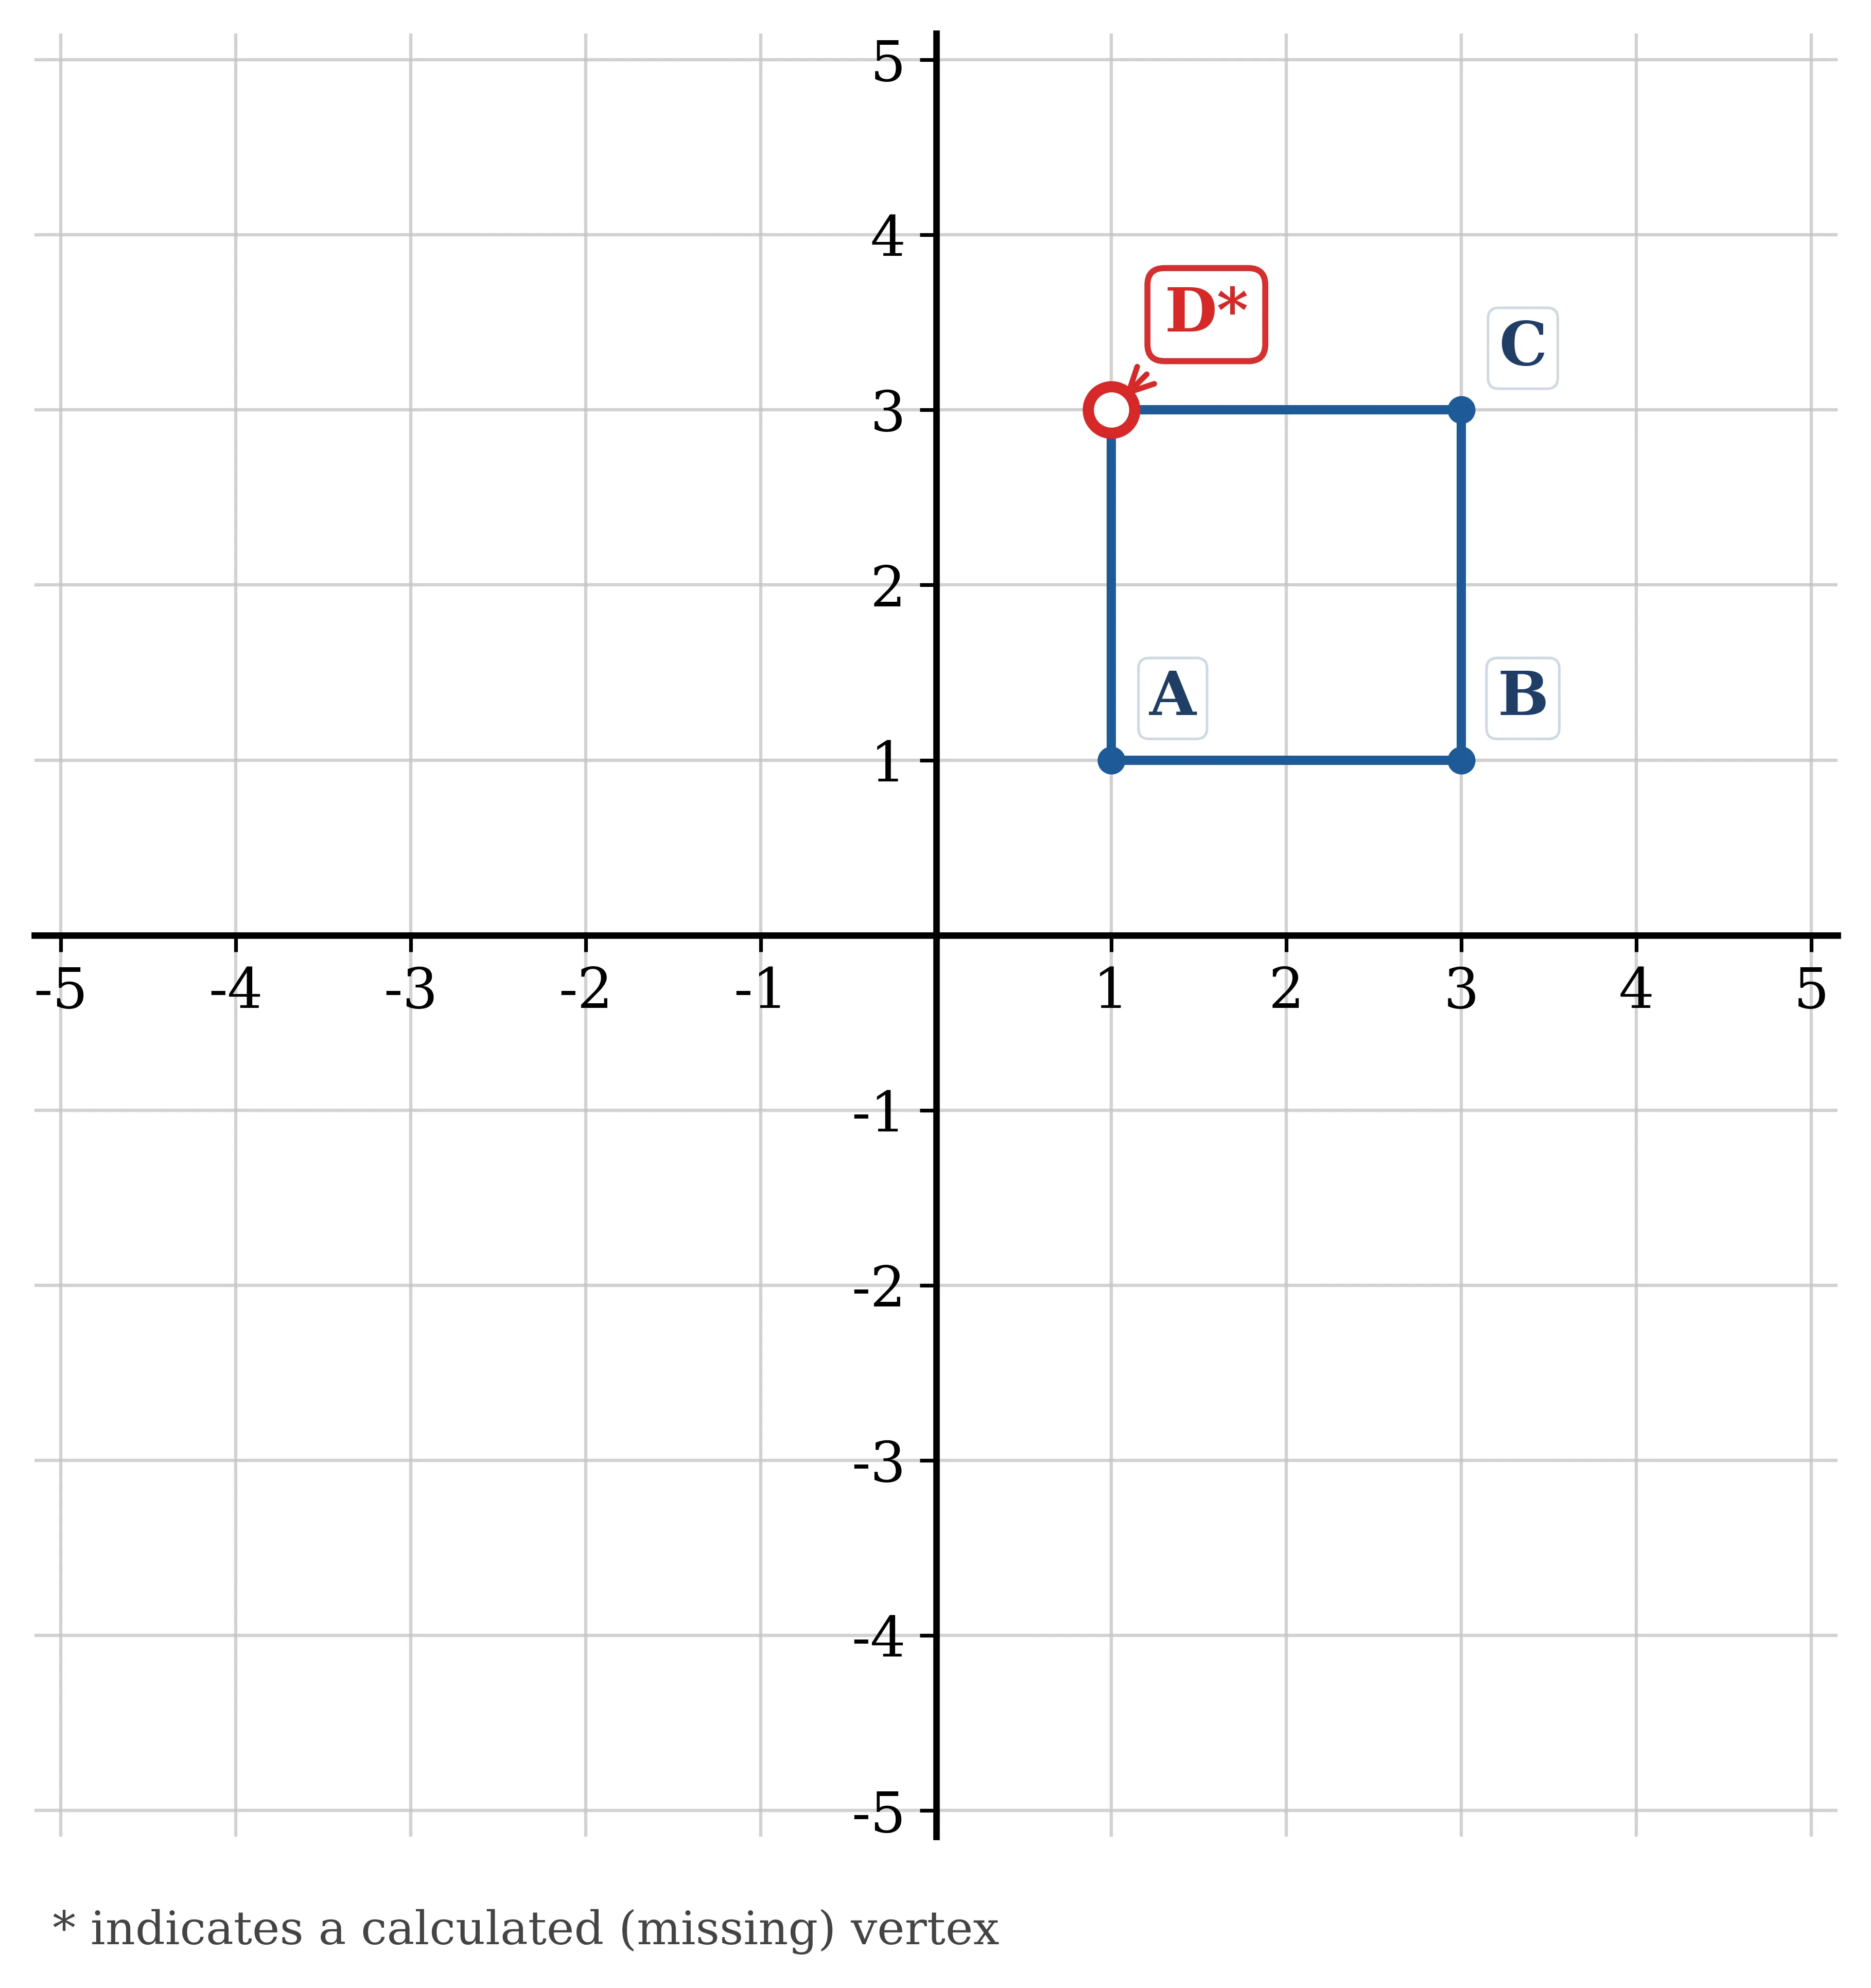 5
4
D*
C
3
2
A
B
1
-5 -4 -3 -2 -1 1 2 3 4 5
-1
-2
-3
-4
-5
* indicates a calculated (missing) vertex